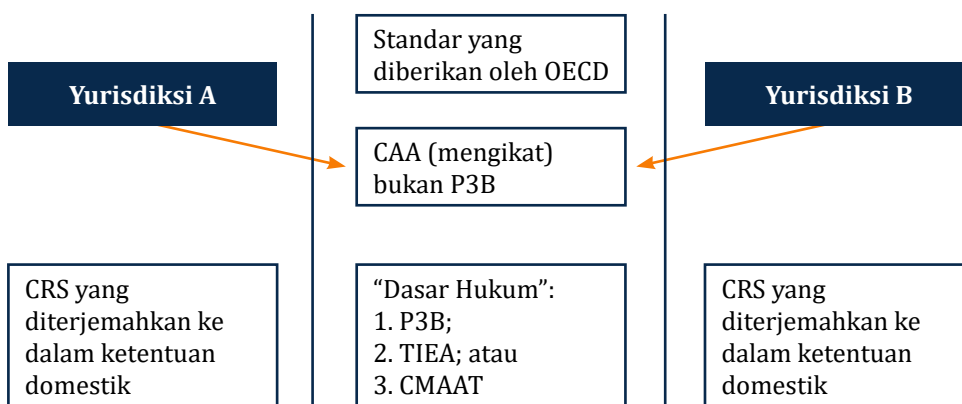 Standar yang
diberikan oleh OECD
Yurisdiksi A
Yurisdiksi B
CAA (mengikat)
bukan P3B
CRS yang
diterjemahkan ke
dalam ketentuan
domestik
“Dasar Hukum”:
1. P3B;
2. TIEA; atau
3. CMAAT
CRS yang
diterjemahkan ke
dalam ketentuan
domestik